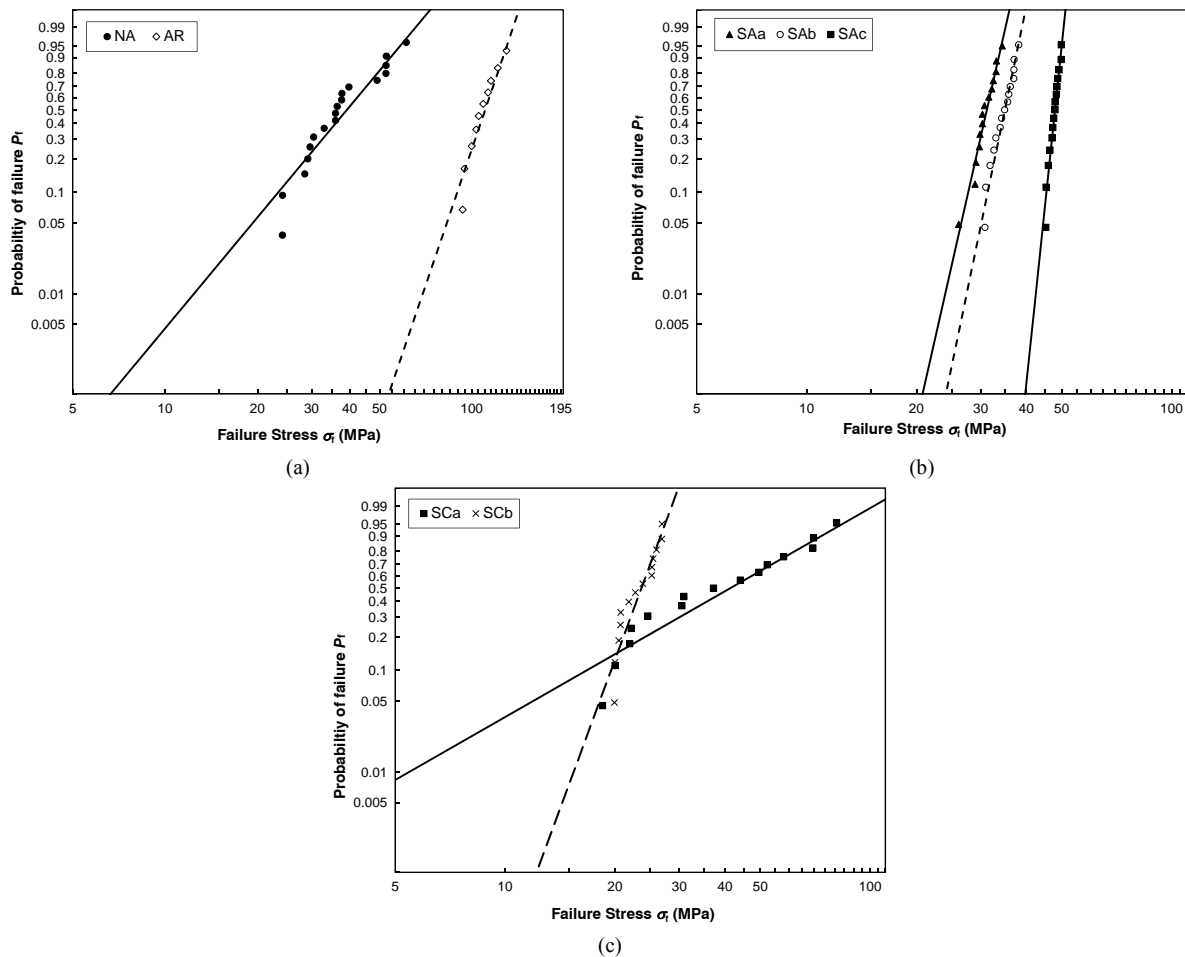 NA AR
Probabiltiy of failure Pf
0.99
0.95
0.9
0.8
0.7
0.6
0.5
0.4
0.3
0.2
0.1
0.05
0.01
0.005
5 10 20 30 40 50 100 195
Failure Stress σf (MPa)
(a)
SAa SAb SAc
Probabiltiy of failure Pf
0.99
0.95
0.9
0.8
0.7
0.6
0.5
0.4
0.3
0.2
0.1
0.05
0.01
0.005
5 10 20 30 40 50 100
Failure Stress σf (MPa)
(b)
SCa SCb
Probabiltiy of failure Pf
0.99
0.95
0.9
0.8
0.7
0.6
0.5
0.4
0.3
0.2
0.1
0.05
0.01
0.005
5 10 20 30 40 50 100
Failure Stress σf (MPa)
(c)